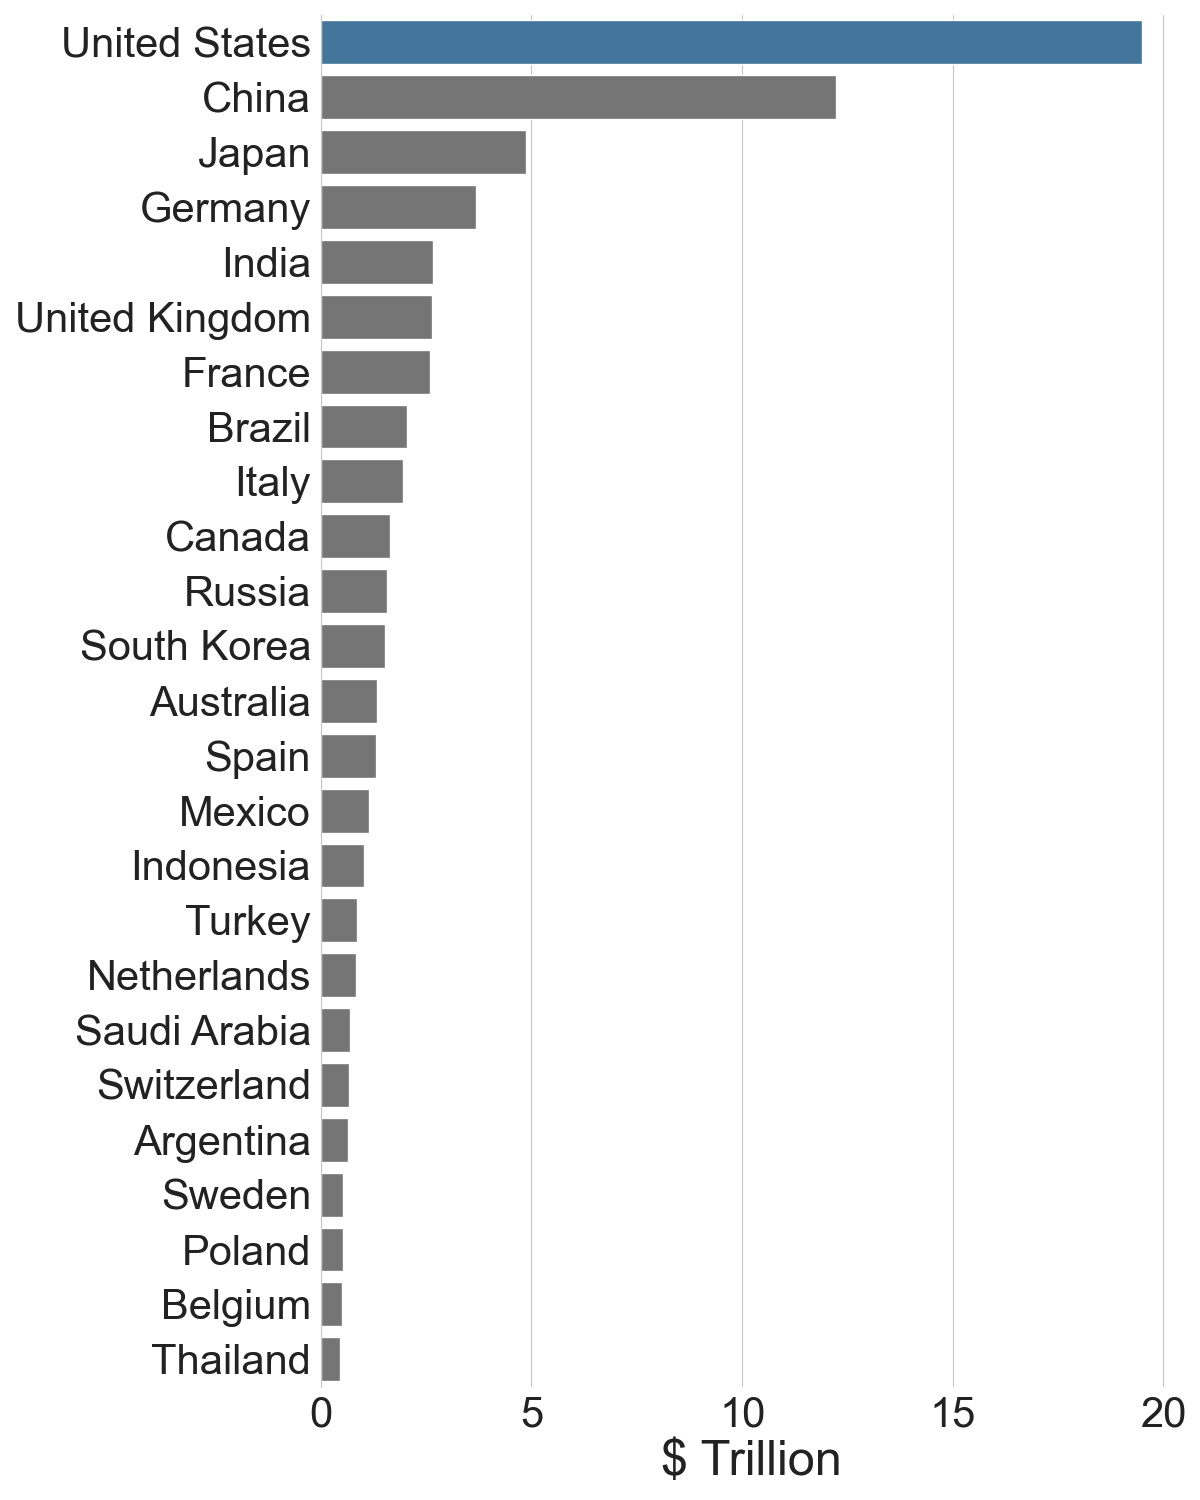 United States
China
Japan
Germany
India
United Kingdom
France
Brazil
Italy
Canada
Russia
South Korea
Australia
Spain
Mexico
Indonesia
Turkey
Netherlands
Saudi Arabia
Switzerland
Argentina
Sweden
Poland
Belgium
Thailand
0 5 10 15 20
$ Trillion